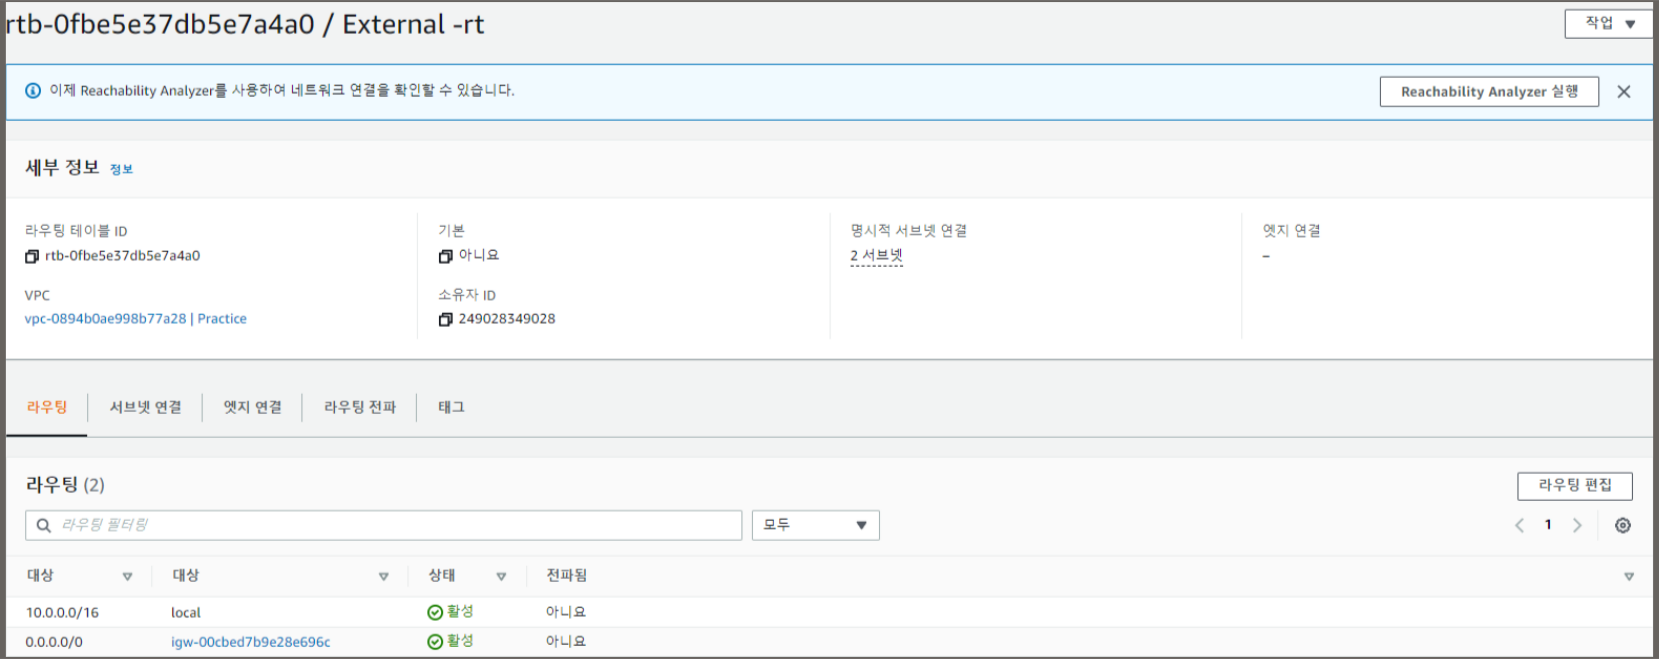 rtb-0fbe5e37db5e7a4a0 / External -rt
작업
이제 Reachability Analyzer를 사용하여 네트워크 연결을 확인할 수 있습니다.
Reachability Analyzer 실행
세부 정보 정보
라우팅 테이블 ID
rtb-0fbe5e37db5e7a4a0
기본
아니요
명시적 서브넷 연결
2 서브넷
엣지 연결
–
VPC
vpc-0894b0ae998b77a28 | Practice
소유자 ID
249028349028
라우팅 서브넷 연결 엣지 연결 라우팅 전파 태그
라우팅 (2)
라우팅 편집
라우팅 필터링
모두
1
대상 대상 상태 전파됨
10.0.0.0/16 local 활성 아니요
0.0.0.0/0 igw-00cbed7b9e28e696c 활성 아니요